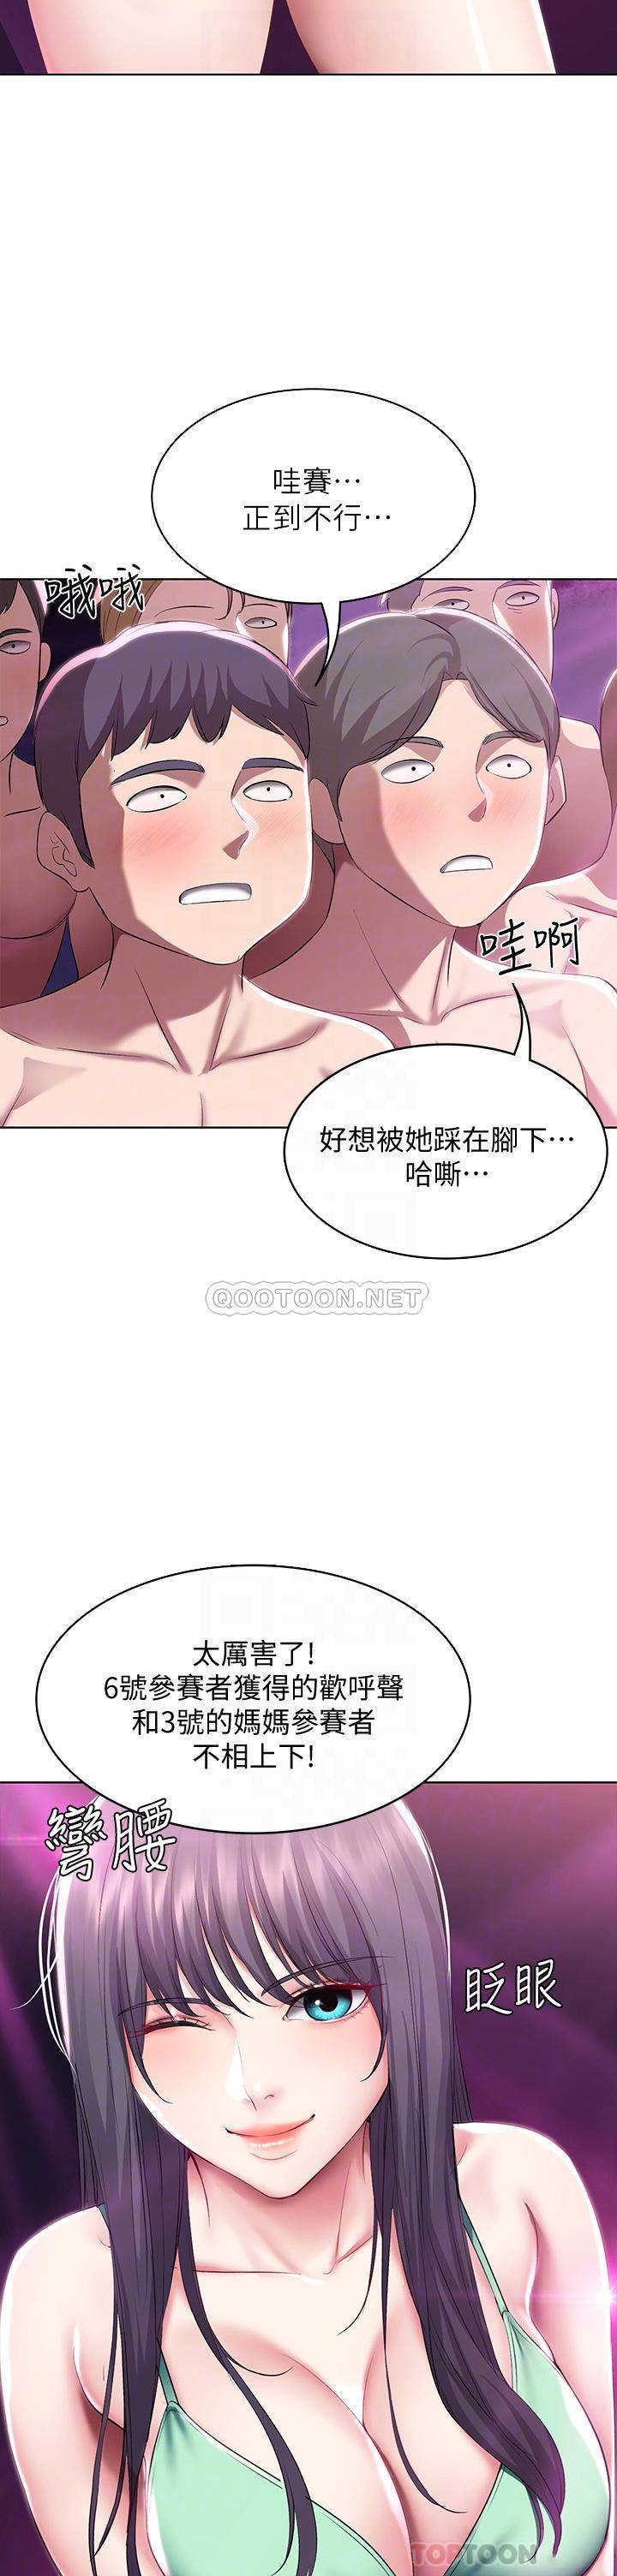 哇賽…
正到不行…
哦哦
哇啊
好想被她踩在腳下…
哈嘶…
QOOTOON.NET
太厲害了!
6號參賽者獲得的歡呼聲
和3號的媽媽參賽者
不相上下!
彎腰
眨眼
TOPTOON